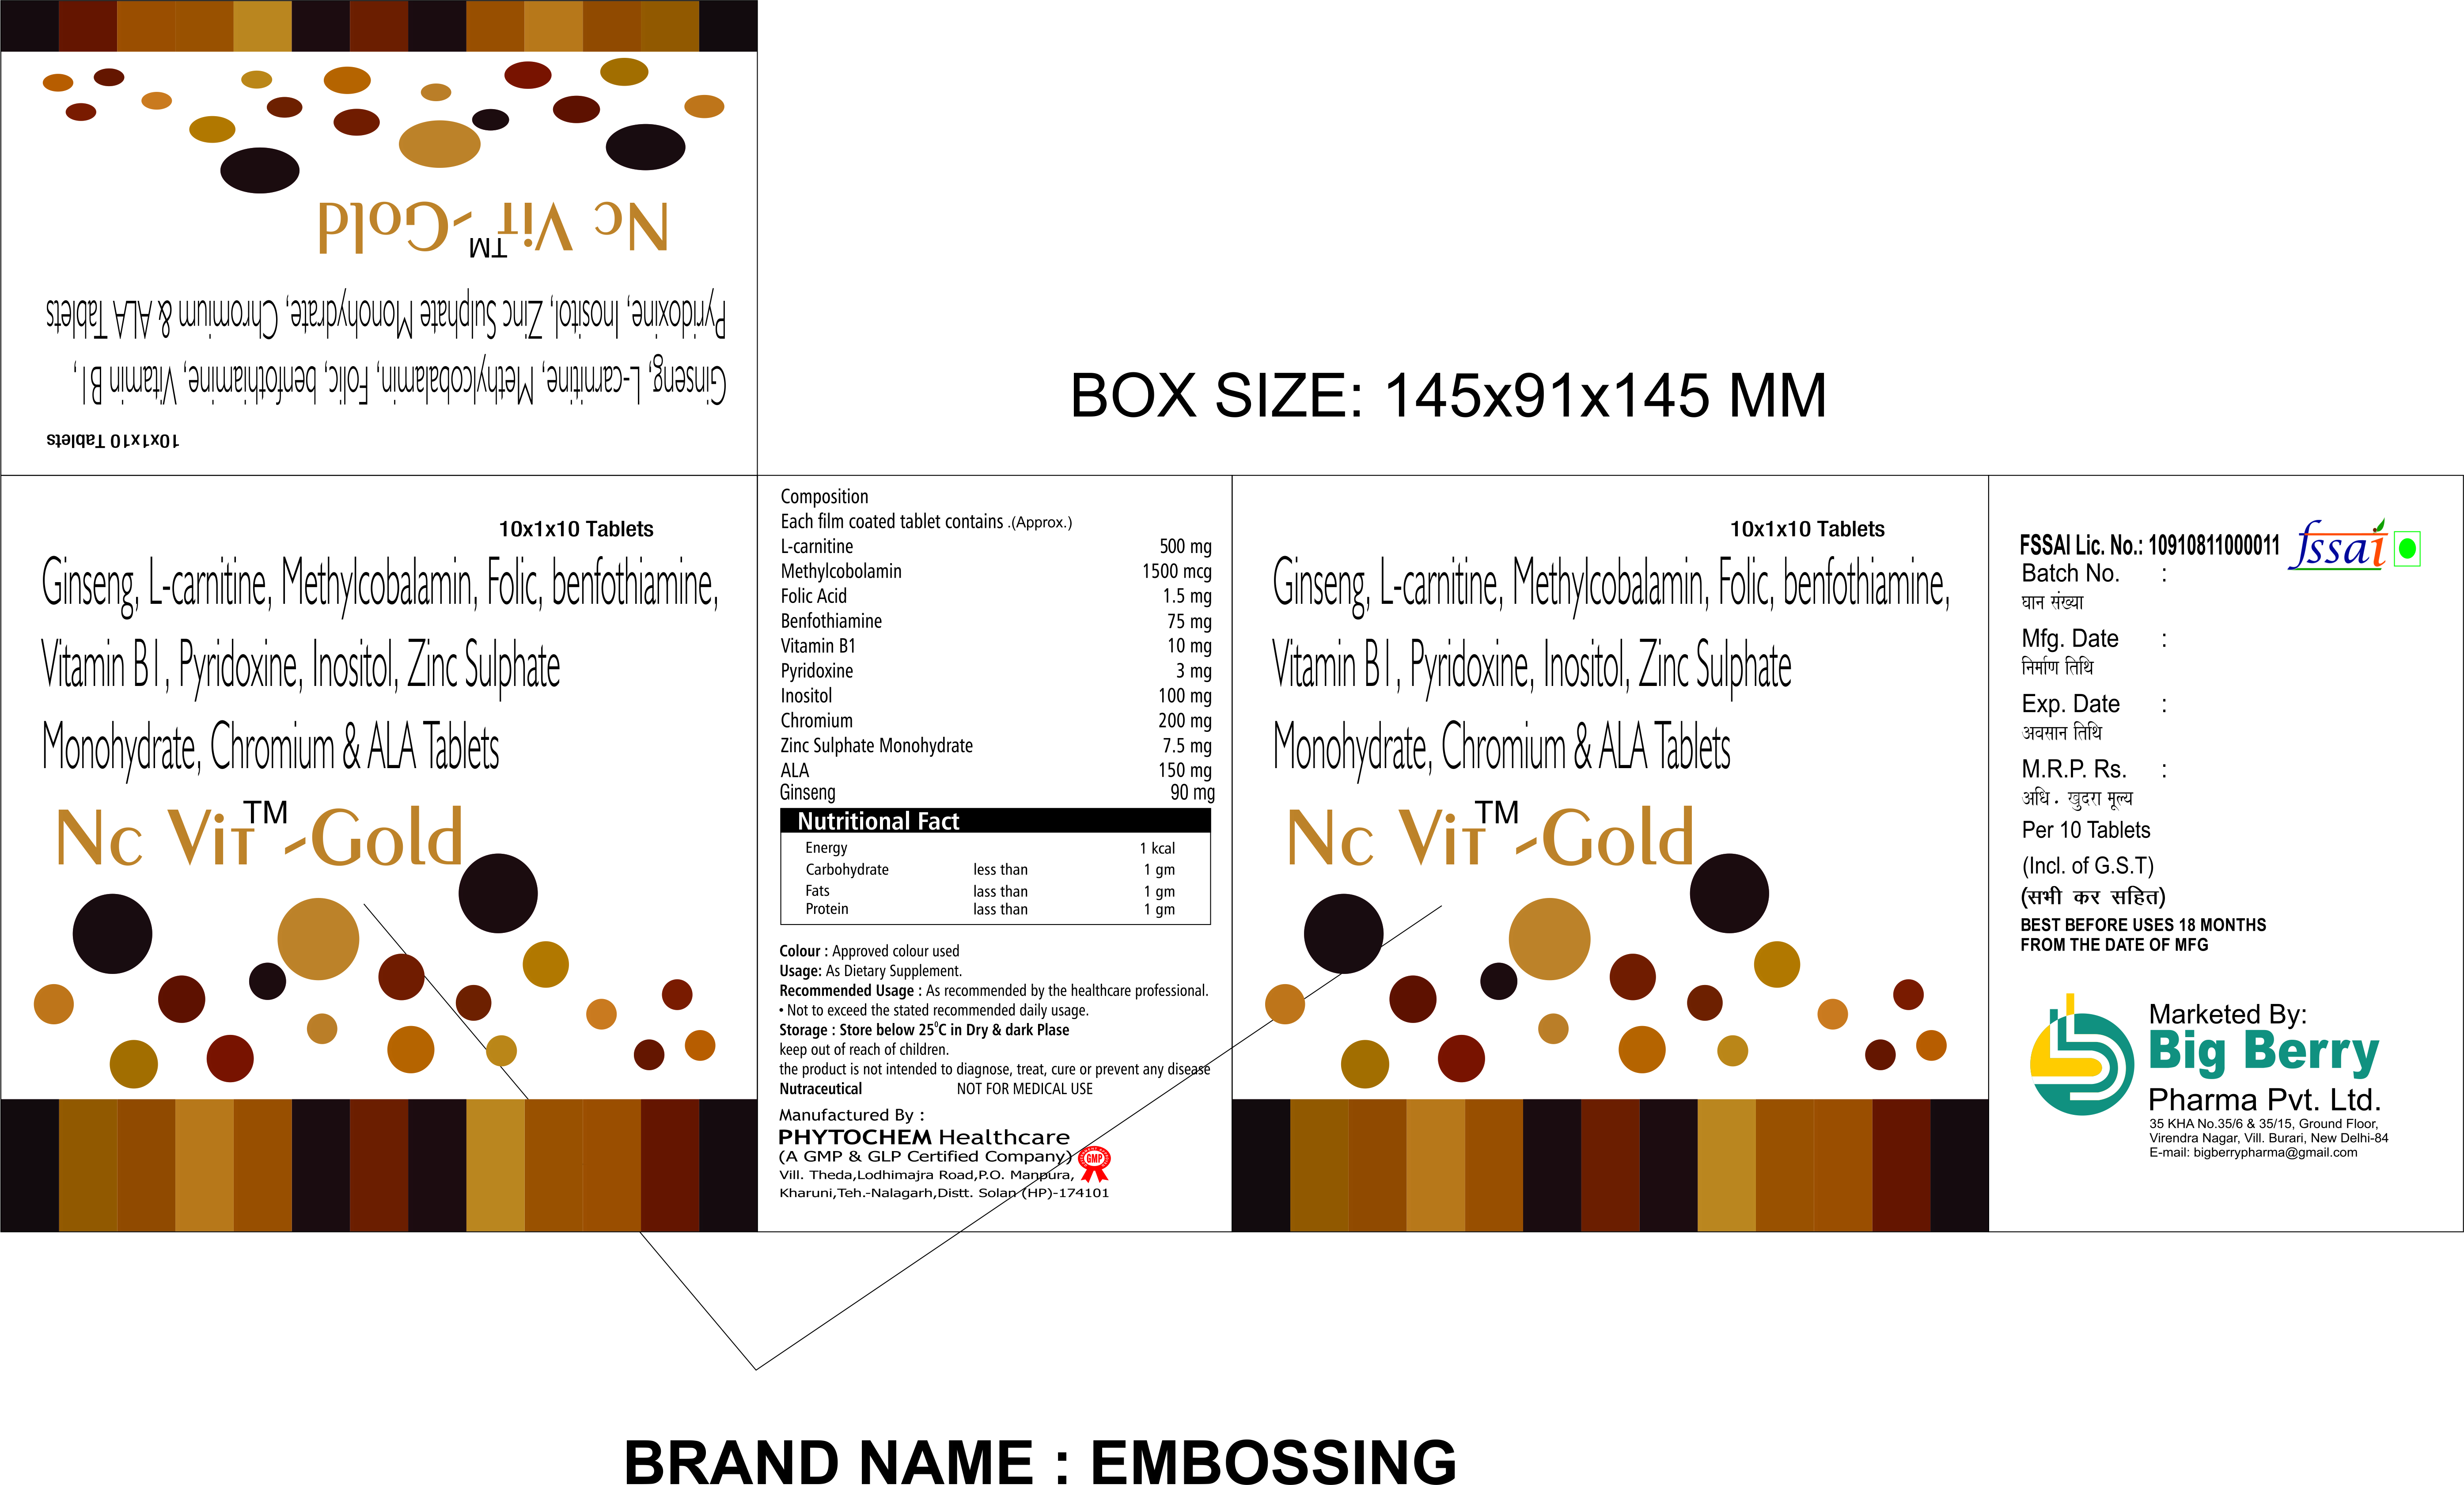 10x1x10 Tablets
Ginseng, L-carnitine, Methylcobalamin, Folic, benfothiamine, Vitamin B1,
Pyridoxine, Inositol, Zinc Sulphate Monohydrate, Chromium & ALA Tablets
Nc Vit™-Gold
BOX SIZE: 145x91x145 MM
10x1x10 Tablets
Ginseng, L-carnitine, Methylcobalamin, Folic, benfothiamine,
Vitamin B1, Pyridoxine, Inositol, Zinc Sulphate
Monohydrate, Chromium & ALA Tablets
Nc Vit™-Gold
Composition
Each film coated tablet contains .(Approx.)
L-carnitine 500 mg
Methylcobolamin 1500 mcg
Folic Acid 1.5 mg
Benfothiamine 75 mg
Vitamin B1 10 mg
Pyridoxine 3 mg
Inositol 100 mg
Chromium 200 mg
Zinc Sulphate Monohydrate 7.5 mg
ALA 150 mg
Ginseng 90 mg
Nutritional Fact
Energy 1 kcal
Carbohydrate less than 1 gm
Fats lass than 1 gm
Protein lass than 1 gm
Colour : Approved colour used
Usage: As Dietary Supplement.
Recommended Usage : As recommended by the healthcare professional.
• Not to exceed the stated recommended daily usage.
Storage : Store below 25⁰C in Dry & dark Plase
keep out of reach of children.
the product is not intended to diagnose, treat, cure or prevent any disease
Nutraceutical NOT FOR MEDICAL USE
Manufactured By :
PHYTOCHEM Healthcare
(A GMP & GLP Certified Company)
GMP
Vill. Theda,Lodhimajra Road,P.O. Manpura,
Kharuni,Teh.-Nalagarh,Distt. Solan (HP)-174101
10x1x10 Tablets
Ginseng, L-carnitine, Methylcobalamin, Folic, benfothiamine,
Vitamin B1, Pyridoxine, Inositol, Zinc Sulphate
Monohydrate, Chromium & ALA Tablets
Nc Vit™-Gold
FSSAI Lic. No.: 10910811000011 fssai
Batch No. :
घान संख्या
Mfg. Date :
निर्माण तिथि
Exp. Date :
अवसान तिथि
M.R.P. Rs. :
अधि . खुदरा मूल्य
Per 10 Tablets
(Incl. of G.S.T)
(सभी कर सहित)
BEST BEFORE USES 18 MONTHS
FROM THE DATE OF MFG
Marketed By:
Big Berry
Pharma Pvt. Ltd.
35 KHA No.35/6 & 35/15, Ground Floor,
Virendra Nagar, Vill. Burari, New Delhi-84
E-mail: bigberrypharma@gmail.com
BRAND NAME : EMBOSSING